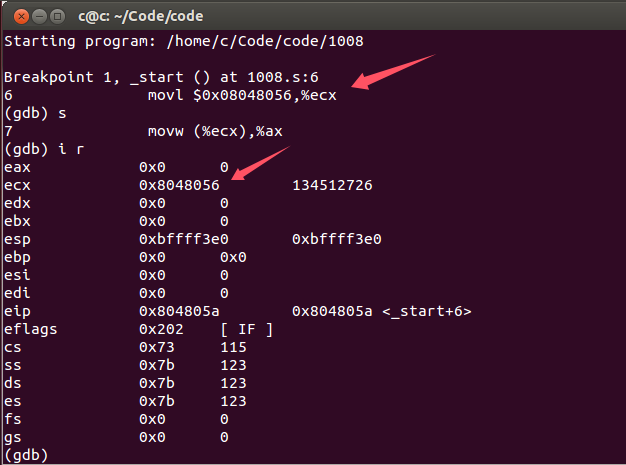 c@c: ~/Code/code
Starting program: /home/c/Code/code/1008
Breakpoint 1, _start () at 1008.s:6
6 movl $0x08048056,%ecx
(gdb) s
7 movw (%ecx),%ax
(gdb) i r
eax 0x0 0
ecx 0x8048056 134512726
edx 0x0 0
ebx 0x0 0
esp 0xbffff3e0 0xbffff3e0
ebp 0x0 0x0
esi 0x0 0
edi 0x0 0
eip 0x804805a 0x804805a <_start+6>
eflags 0x202 [ IF ]
cs 0x73 115
ss 0x7b 123
ds 0x7b 123
es 0x7b 123
fs 0x0 0
gs 0x0 0
(gdb)